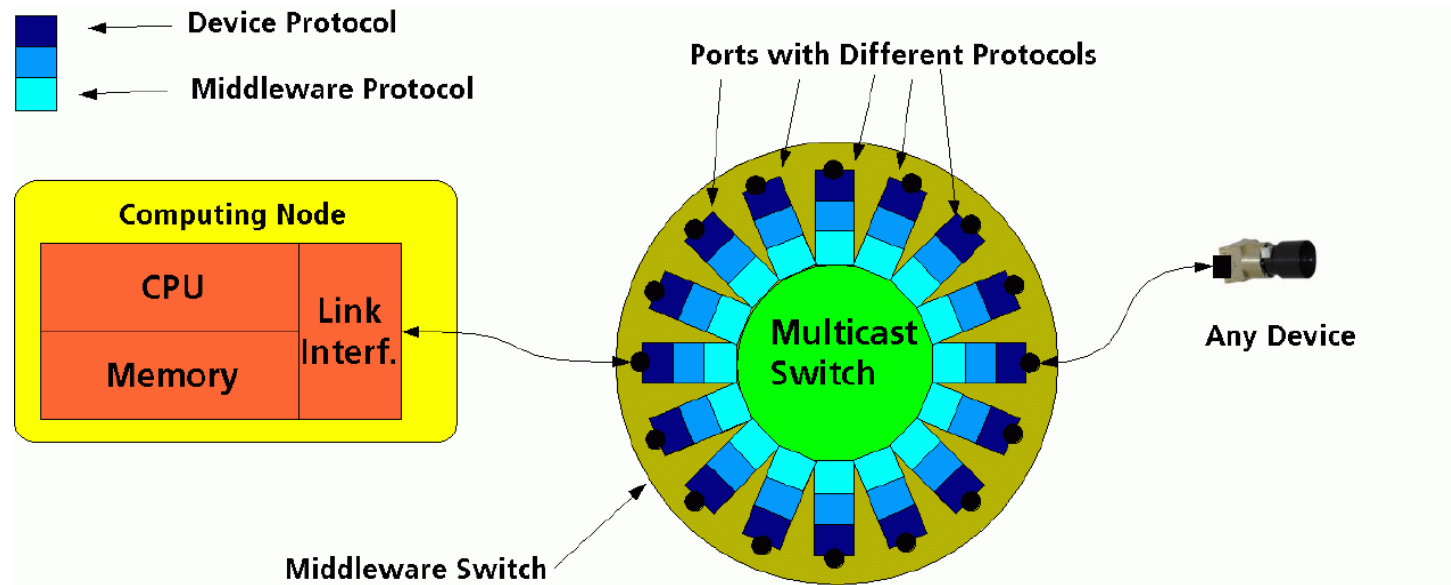 Device Protocol
Middleware Protocol
Ports with Different Protocols
Computing Node
CPU
Memory
Link
Interf.
Multicast
Switch
Any Device
Middleware Switch